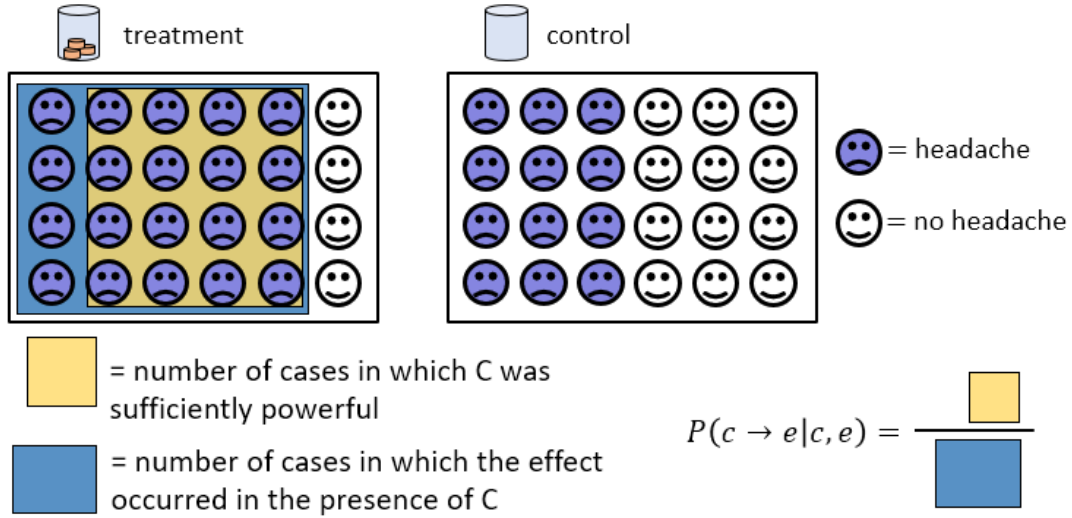 treatment
control
= headache
= no headache
= number of cases in which C was
sufficiently powerful
= number of cases in which the effect
occurred in the presence of C
P(c → e|c, e) =